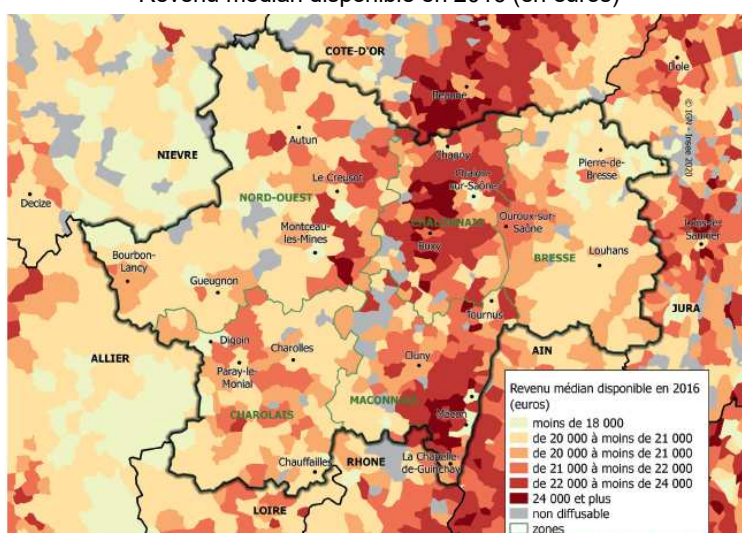 Revenu médian disponible en 2016 (en euros)
COTE-D'OR
Dole
Beaune
© IGN - Insee 2020
Autun
Chagny
NIEVRE
Pierre-de-
Bresse
Le Creusot
Chalon-
sur-Saône
Decize
NORD-OUEST
CHALONNAIS
Ouroux-sur-
Saône
Lons-le-
Saunier
Montceau-
les-Mines
Buxy
Bourbon-
Lancy
BRESSE
Louhans
Gueugnon
JURA
Tournus
Digoin
AIN
ALLIER
Charolles
Cluny
Paray-le-
Monial
MACONNAIS
CHAROLAIS
Mâcon
Chauffailles
RHONE
La Chapelle-
de-Guinchay
LOIRE
Revenu médian disponible en 2016
(euros)
moins de 18 000
de 20 000 à moins de 21 000
de 20 000 à moins de 21 000
de 21 000 à moins de 22 000
de 22 000 à moins de 24 000
24 000 et plus
non diffusable
zones